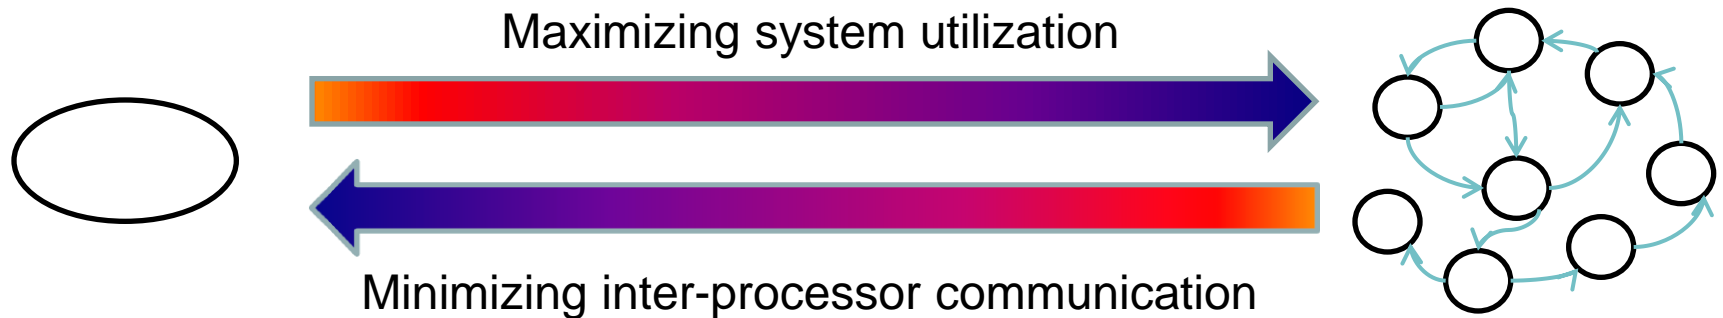 Maximizing system utilization
Minimizing inter-processor communication